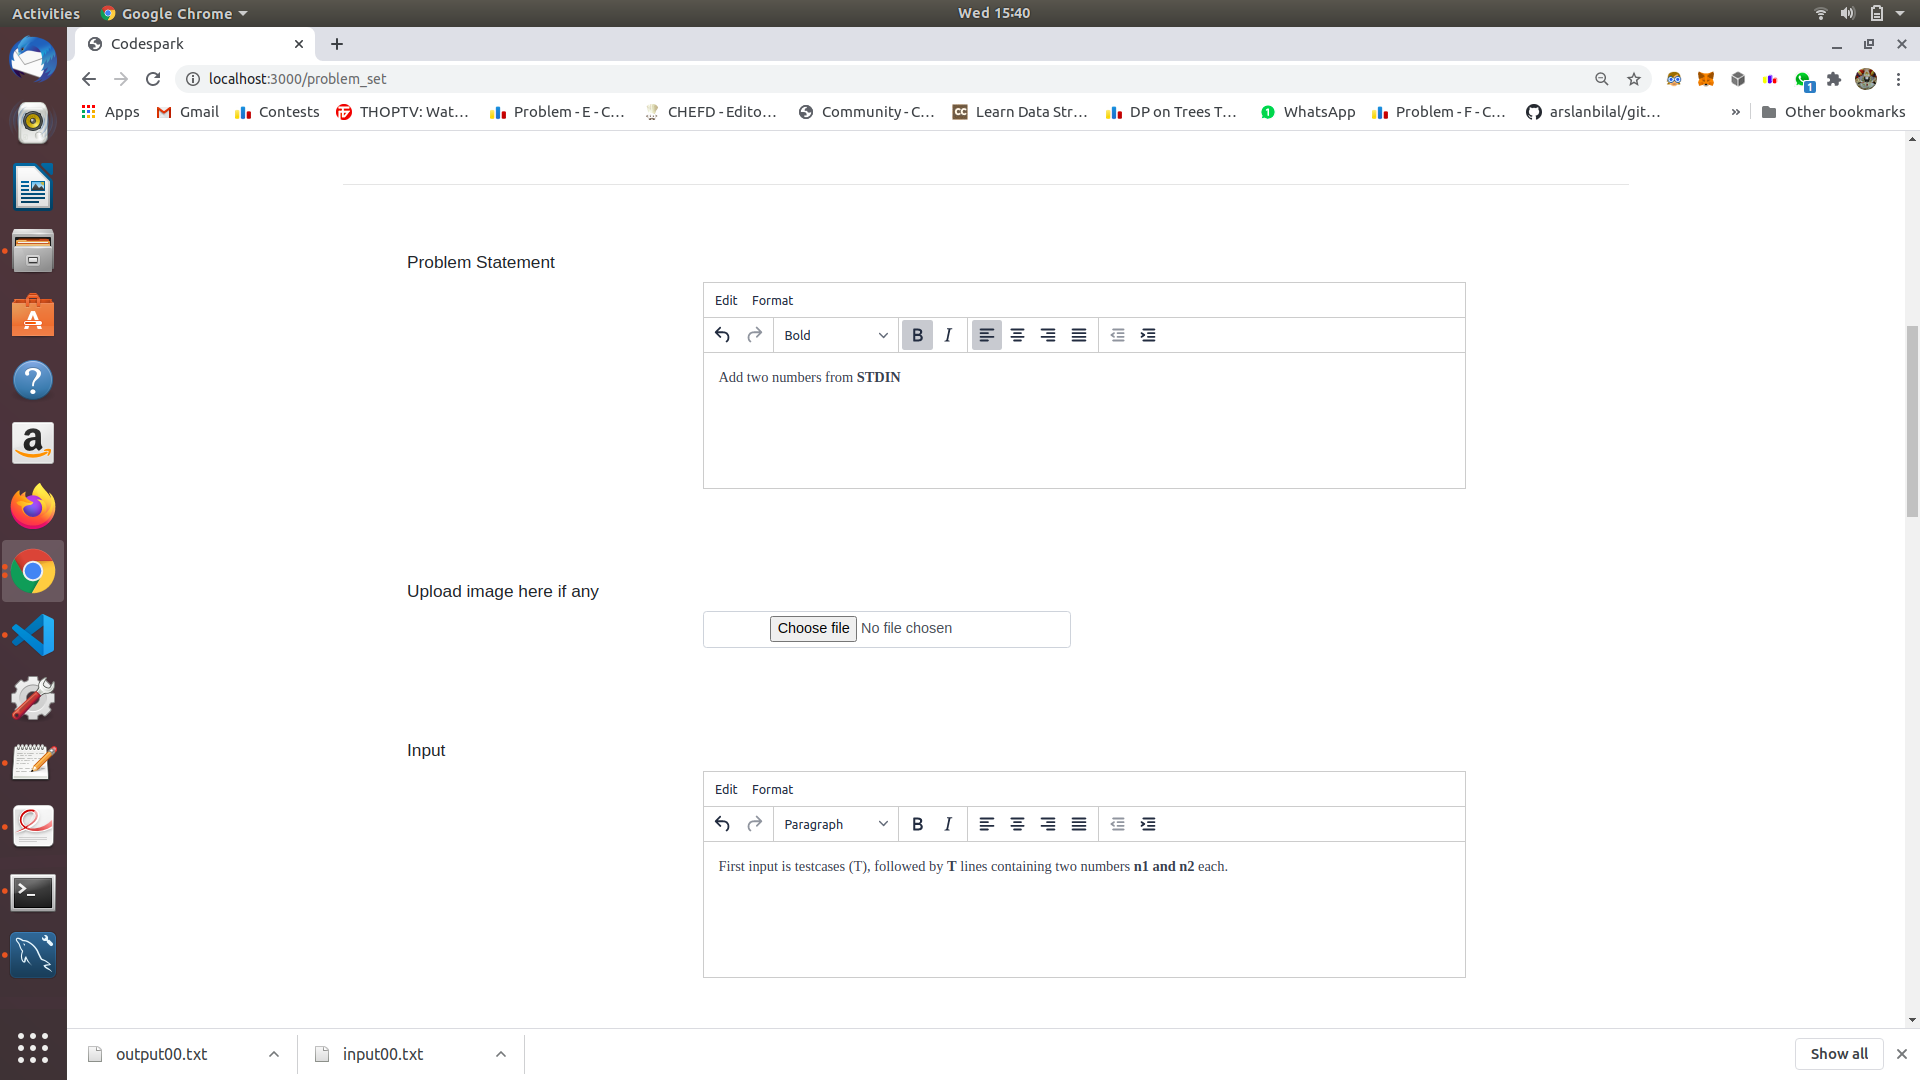 Activities Google Chrome Wed 15:40
Codespark
localhost:3000/problem_set
Apps Gmail Contests THOPTV: Wat... Problem - E - C... CHEFD - Edito... Community - C... Learn Data Str... DP on Trees T... WhatsApp Problem - F - C... arslanbilal/git... » Other bookmarks
1
Problem Statement
Edit Format
Bold B I
Add two numbers from STDIN
Upload image here if any
Choose file No file chosen
Input
Edit Format
Paragraph B I
First input is testcases (T), followed by T lines containing two numbers n1 and n2 each.
output00.txt input00.txt Show all